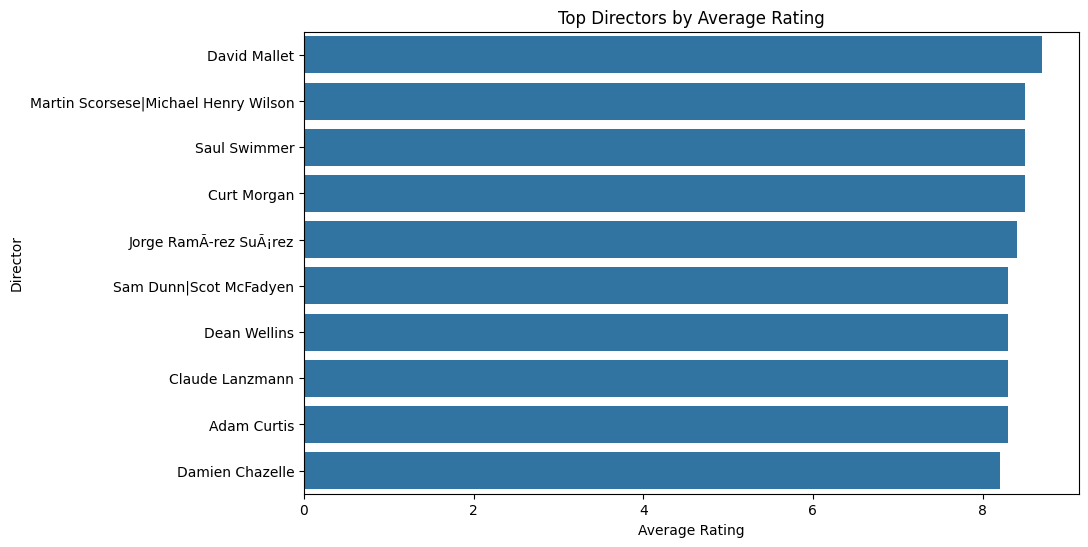 Top Directors by Average Rating
Director
David Mallet
Martin Scorsese|Michael Henry Wilson
Saul Swimmer
Curt Morgan
Jorge RamÃ-rez SuÃ¡rez
Sam Dunn|Scot McFadyen
Dean Wellins
Claude Lanzmann
Adam Curtis
Damien Chazelle
0 2 4 6 8
Average Rating